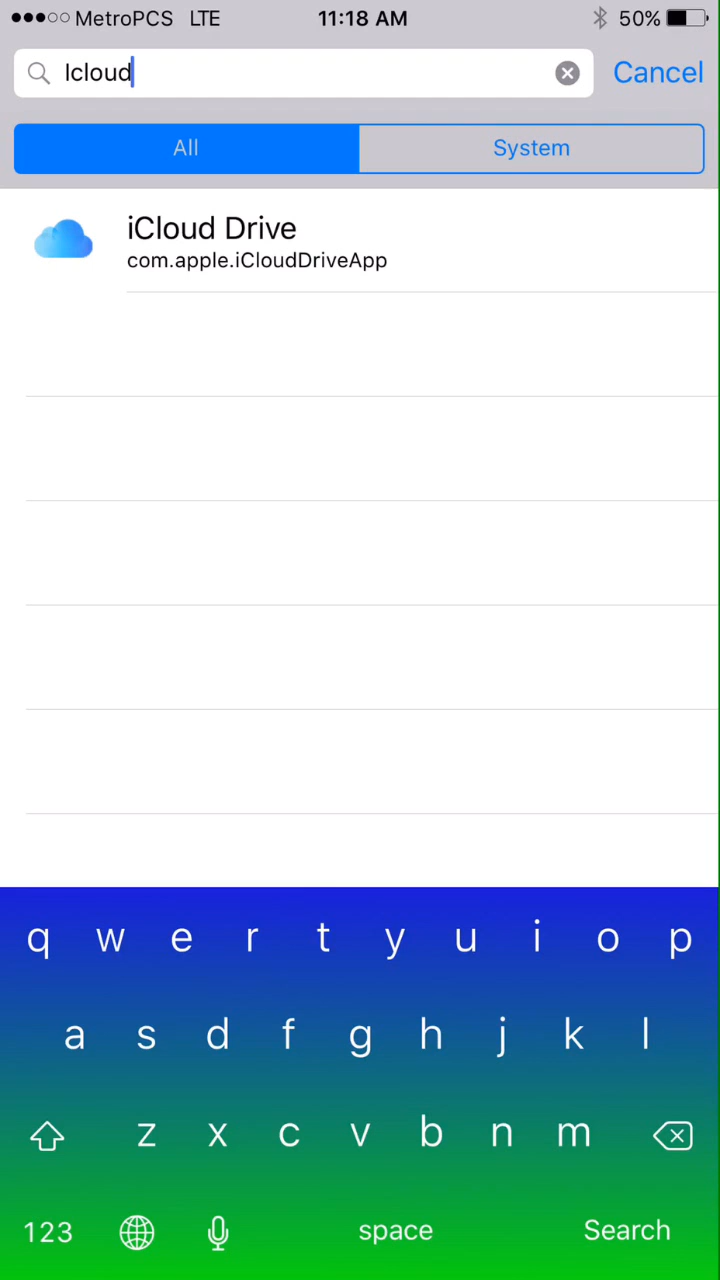 MetroPCS LTE 11:18 AM 50%
Icloud Cancel
All System
iCloud Drive
com.apple.iCloudDriveApp
q w e r t y u i o p
a s d f g h j k l
z x c v b n m
123 space Search